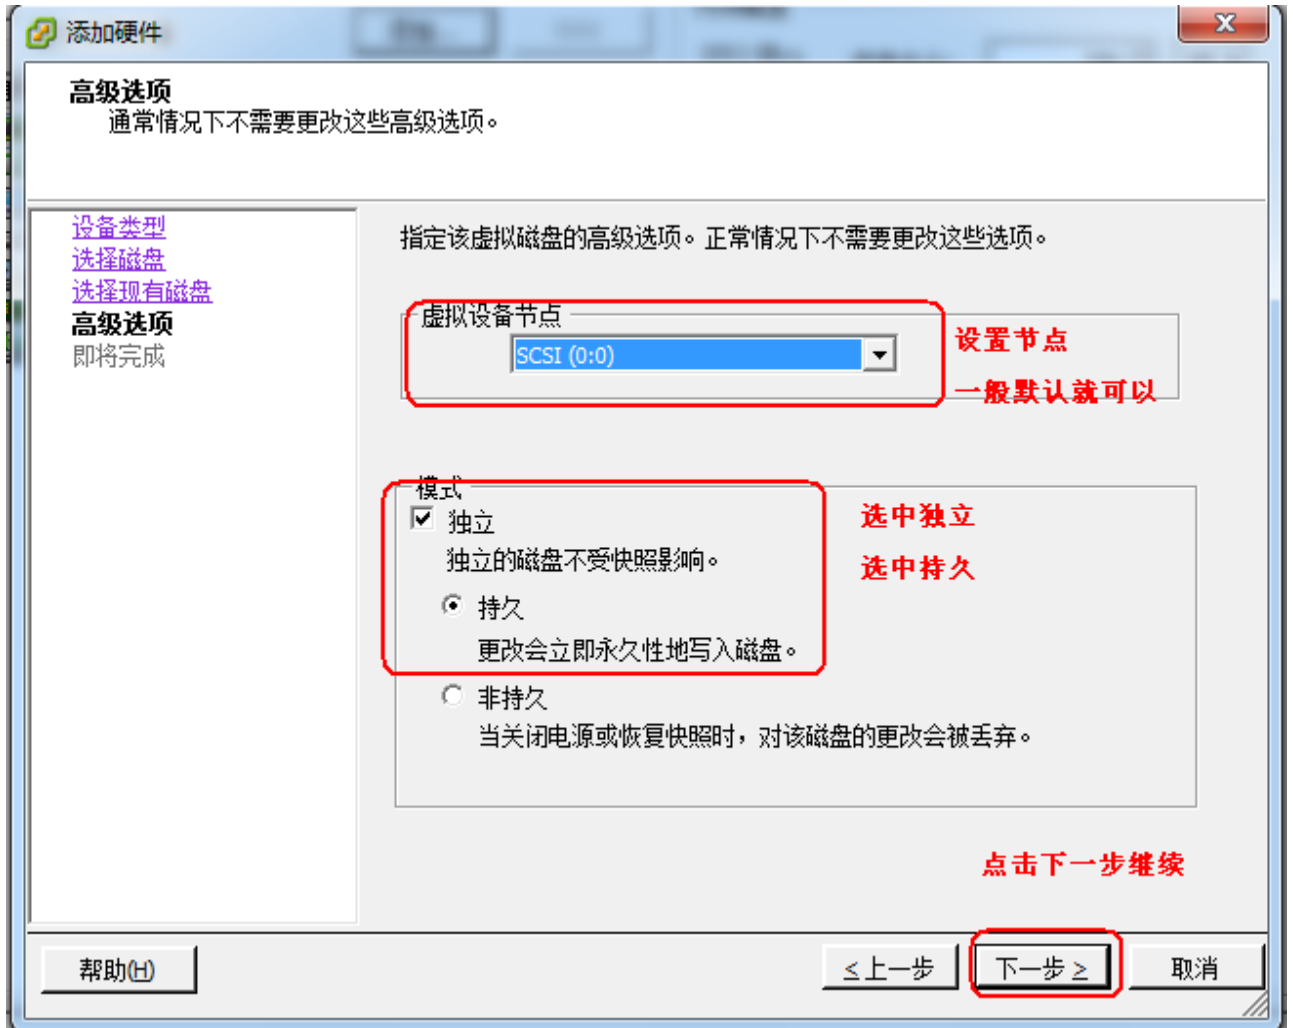 添加硬件
高级选项
通常情况下不需要更改这些高级选项。
设备类型
选择磁盘
选择现有磁盘
高级选项
即将完成
指定该虚拟磁盘的高级选项。正常情况下不需要更改这些选项。
虚拟设备节点
SCSI (0:0)
设置节点
一般默认就可以
模式
独立
独立的磁盘不受快照影响。
持久
更改会立即永久性地写入磁盘。
选中独立
选中持久
非持久
当关闭电源或恢复快照时，对该磁盘的更改会被丢弃。
点击下一步继续
帮助(H)
≤上一步
下一步≥
取消